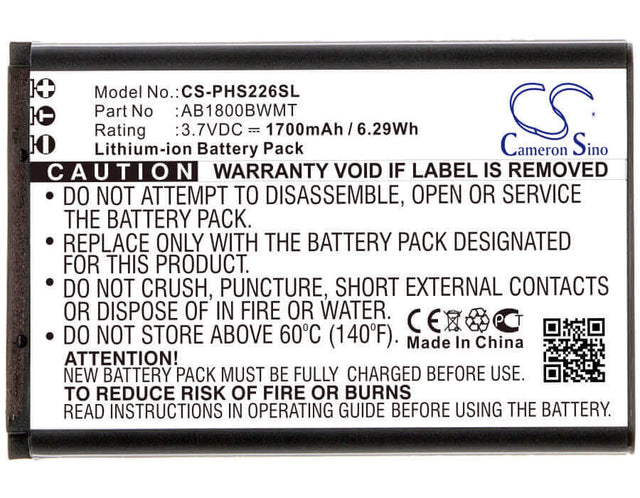 Model No.: CS-PHS226SL
Part No : AB1800BWMT
Rating : 3.7VDC ⎓ 1700mAh / 6.29Wh
Lithium-ion Battery Pack
Cameron Sino
CAUTION WARRANTY VOID IF LABEL IS REMOVED
• DO NOT ATTEMPT TO DISASSEMBLE, OPEN OR SERVICE
THE BATTERY PACK.
• REPLACE ONLY WITH THE BATTERY PACK DESIGNATED
FOR THIS PRODUCT.
• DO NOT CRUSH, PUNCTURE, SHORT EXTERNAL CONTACTS
OR DISPOSE OF IN FIRE OR WATER.
• DO NOT STORE ABOVE 60°C (140°F).
CE
Made In China
NEW BATTERY PACK MUST BE FULLY CHARGED BEFORE USE
TO REDUCE RISK OF FIRE OR BURNS
READ INSTRUCTIONS IN OPERATING GUIDE BEFORE USING